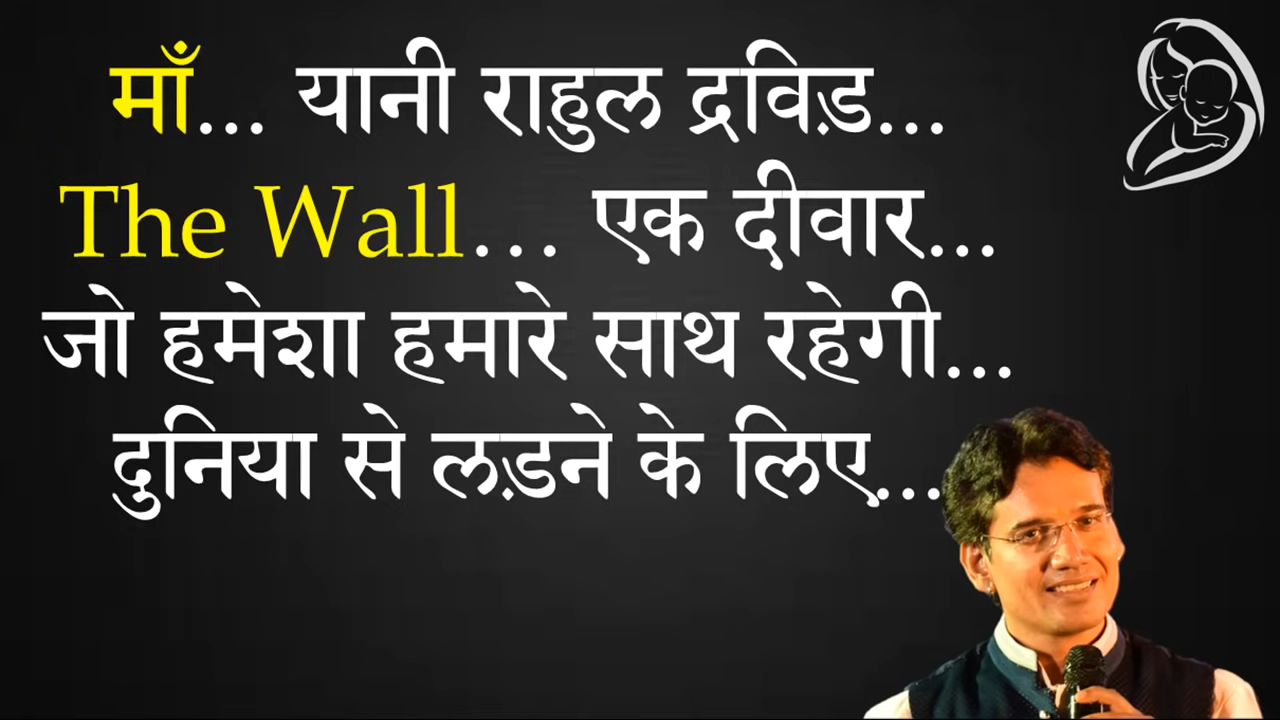 माँ... यानी राहुल द्रविड़...
The Wall... एक दीवार...
जो हमेशा हमारे साथ रहेगी...
दुनिया से लड़ने के लिए...